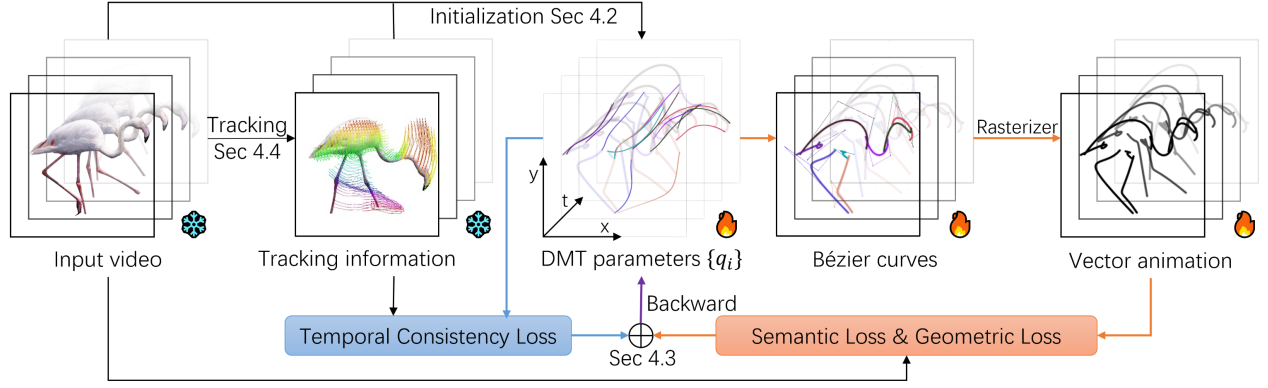 Initialization Sec 4.2
Tracking
Sec 4.4
y
t
x
Rasterizer
Input video
Tracking information
DMT parameters {qᵢ}
Bézier curves
Vector animation
Backward
Temporal Consistency Loss
Semantic Loss & Geometric Loss
Sec 4.3